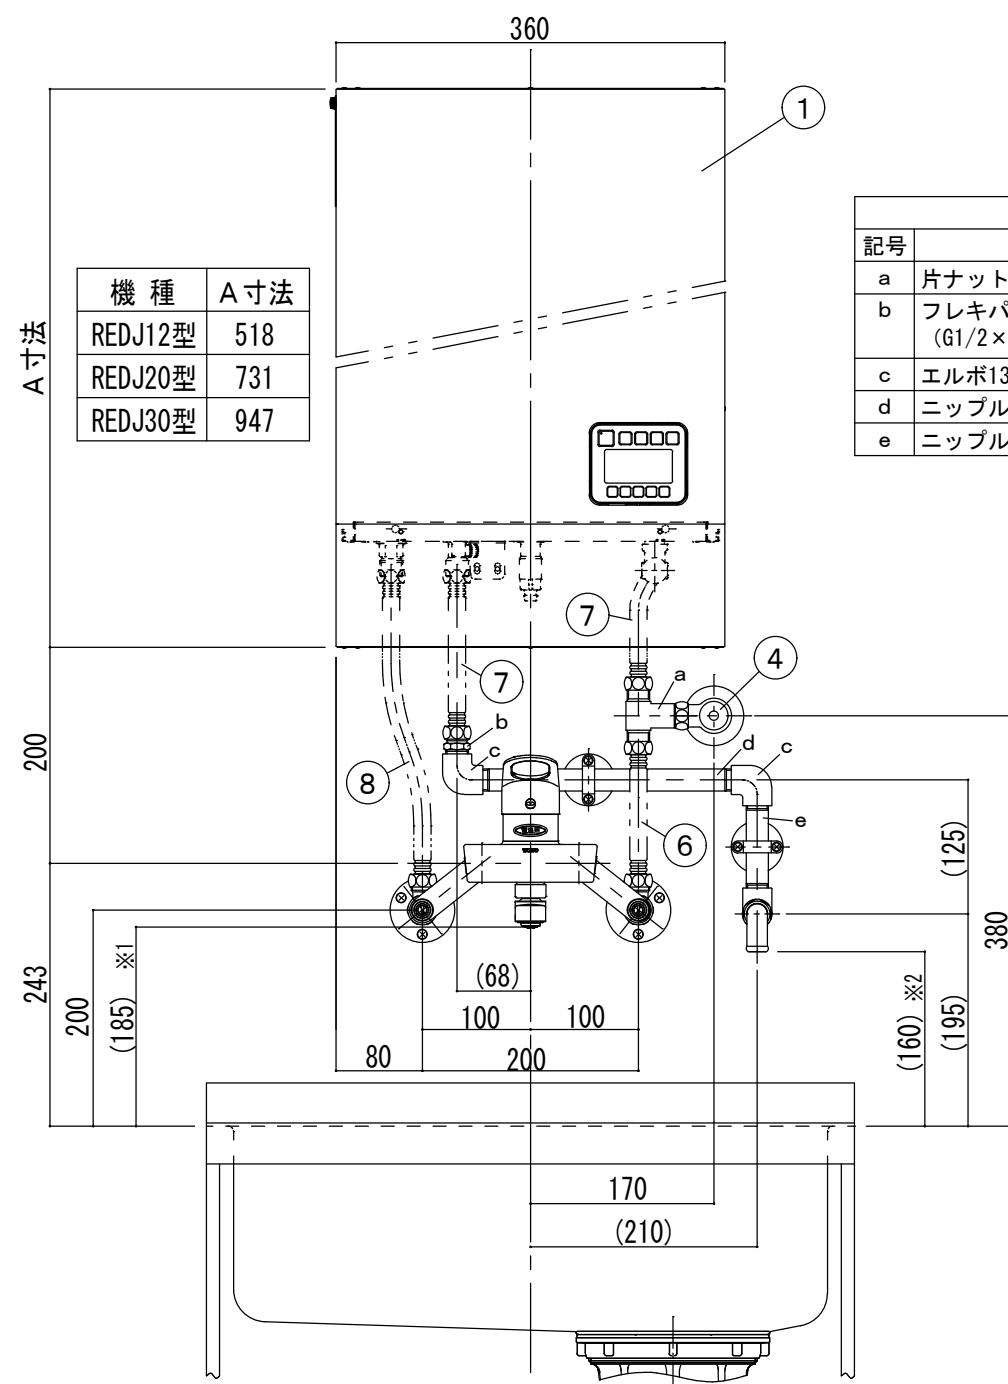 360
①
機 種 A寸法
REDJ12型 518
REDJ20型 731
REDJ30型 947
A寸法
記号
a 片ナット
b フレキパ
(G1/2×
c エルボ13
d ニップル
e ニップル
⑦
④
a
⑦
b
c
d
c
200
⑧
e
⑥
(125)
380
243
200
(185) ※1
(68)
100 100
80 200
(160) ※2
(195)
170
(210)